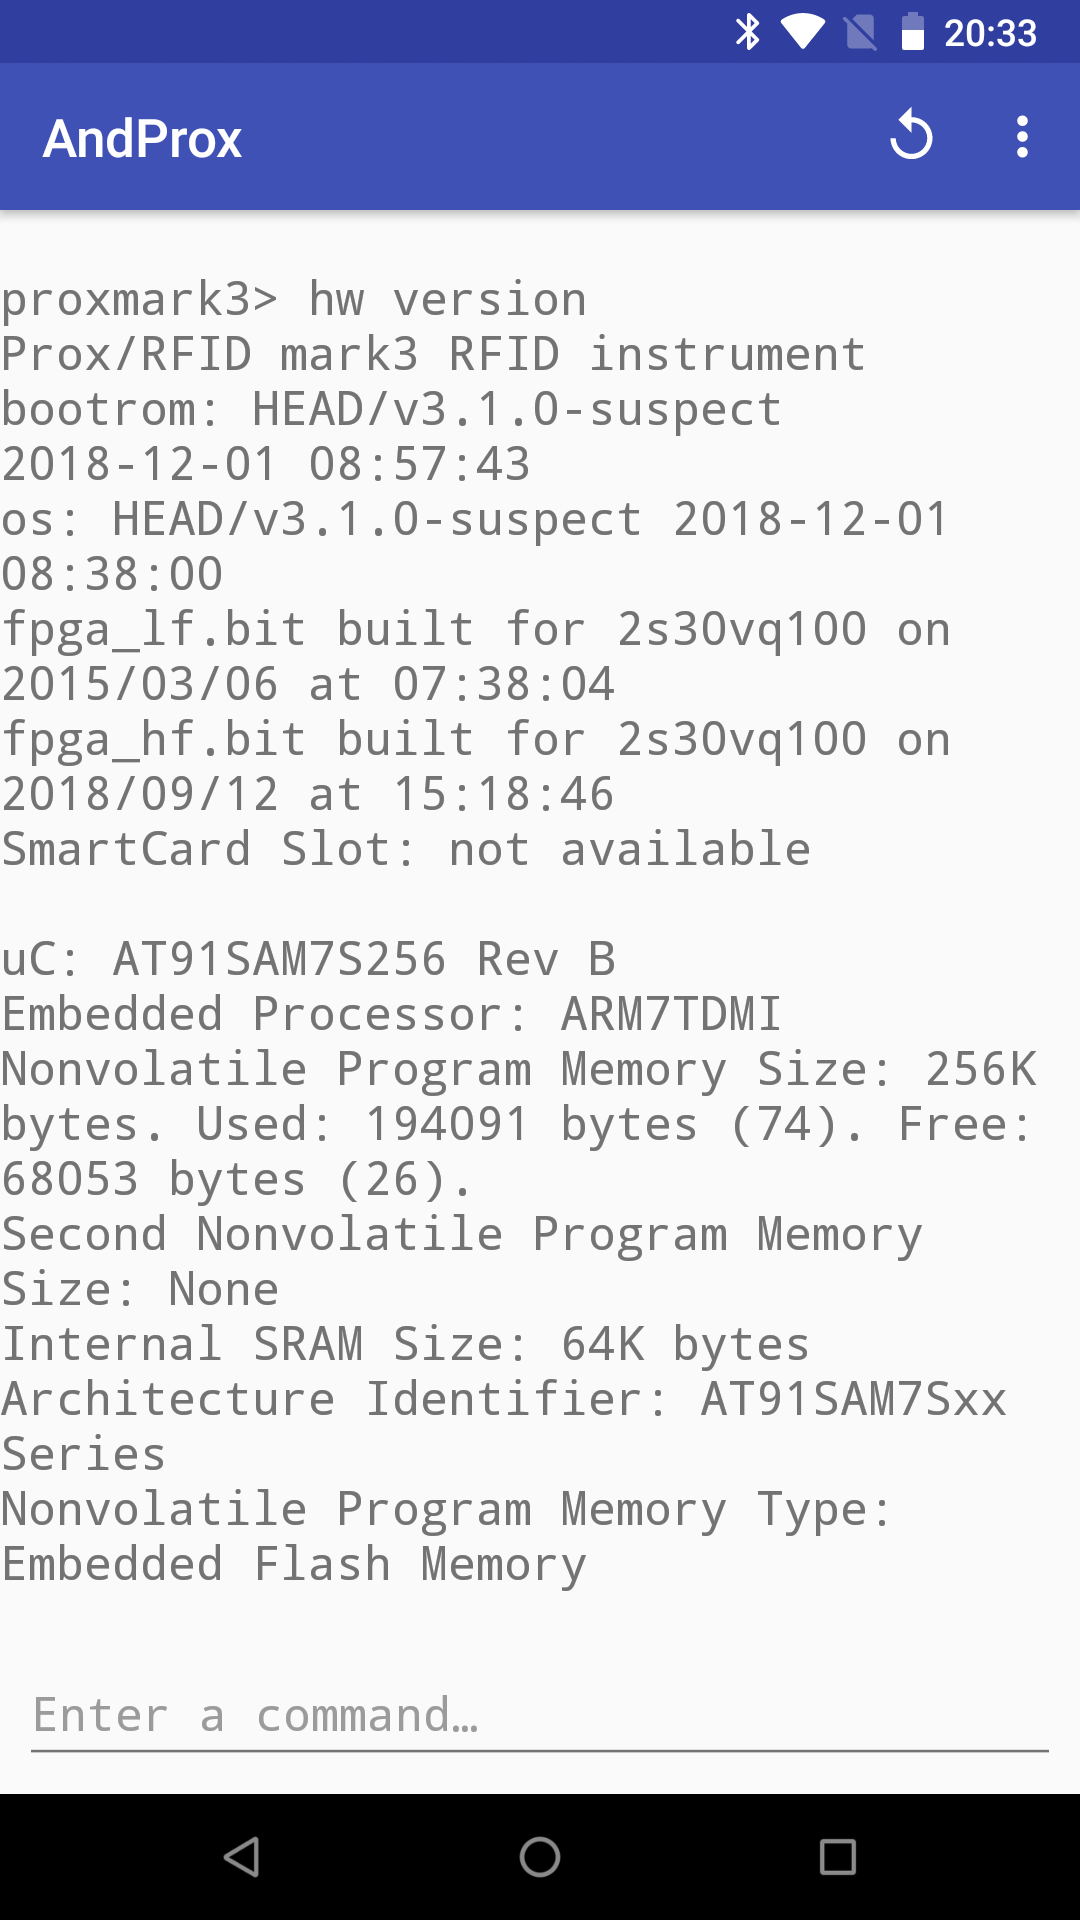 20:33
AndProx
proxmark3> hw version
Prox/RFID mark3 RFID instrument
bootrom: HEAD/v3.1.0-suspect
2018-12-01 08:57:43
os: HEAD/v3.1.0-suspect 2018-12-01
08:38:00
fpga_lf.bit built for 2s30vq100 on
2015/03/06 at 07:38:04
fpga_hf.bit built for 2s30vq100 on
2018/09/12 at 15:18:46
SmartCard Slot: not available
uC: AT91SAM7S256 Rev B
Embedded Processor: ARM7TDMI
Nonvolatile Program Memory Size: 256K
bytes. Used: 194091 bytes (74). Free:
68053 bytes (26).
Second Nonvolatile Program Memory
Size: None
Internal SRAM Size: 64K bytes
Architecture Identifier: AT91SAM7Sxx
Series
Nonvolatile Program Memory Type:
Embedded Flash Memory
Enter a command…